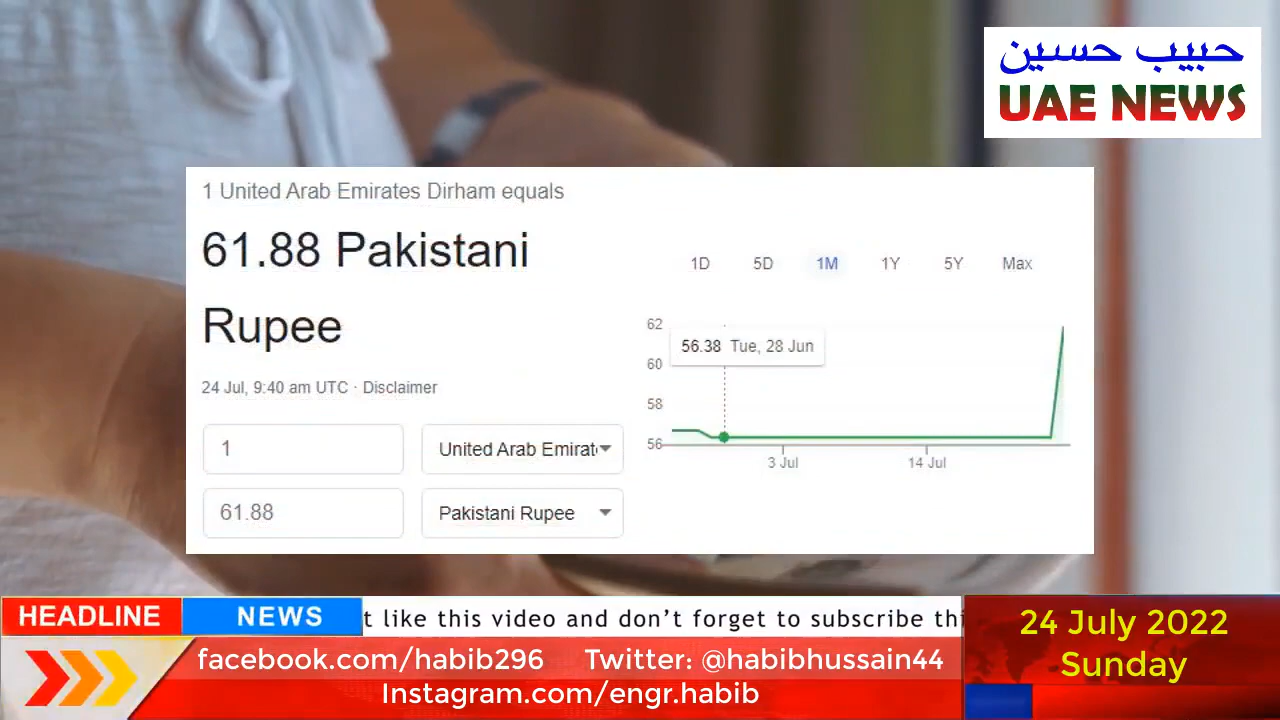 حبيب حسين
UAE NEWS
1 United Arab Emirates Dirham equals
61.88 Pakistani
Rupee
24 Jul, 9:40 am UTC · Disclaimer
1
United Arab Emirat
61.88
Pakistani Rupee
1D 5D 1M 1Y 5Y Max
62
56.38 Tue, 28 Jun
60
58
56
3 Jul 14 Jul
HEADLINE NEWS t like this video and don’t forget to subscribe thi
facebook.com/habib296 Twitter: @habibhussain44
Instagram.com/engr.habib
24 July 2022
Sunday